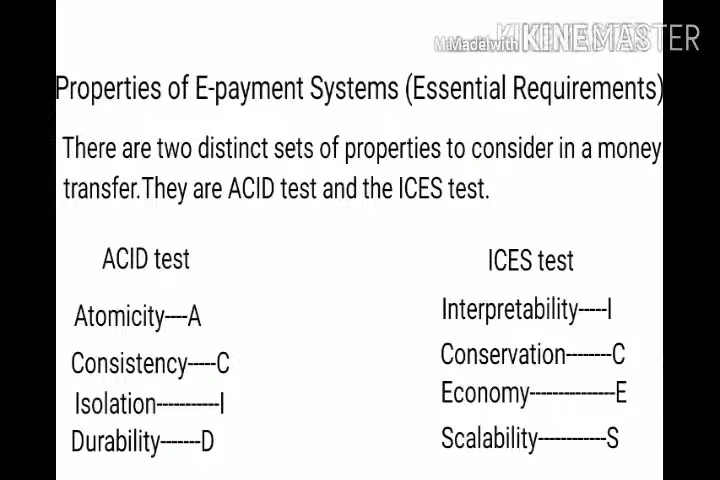 Made with KINEMASTER
Properties of E-payment Systems (Essential Requirements)
There are two distinct sets of properties to consider in a money
transfer.They are ACID test and the ICES test.
ACID test
Atomicity----A
Consistency-----C
Isolation-----------I
Durability-------D
ICES test
Interpretability-----I
Conservation--------C
Economy---------------E
Scalability------------S